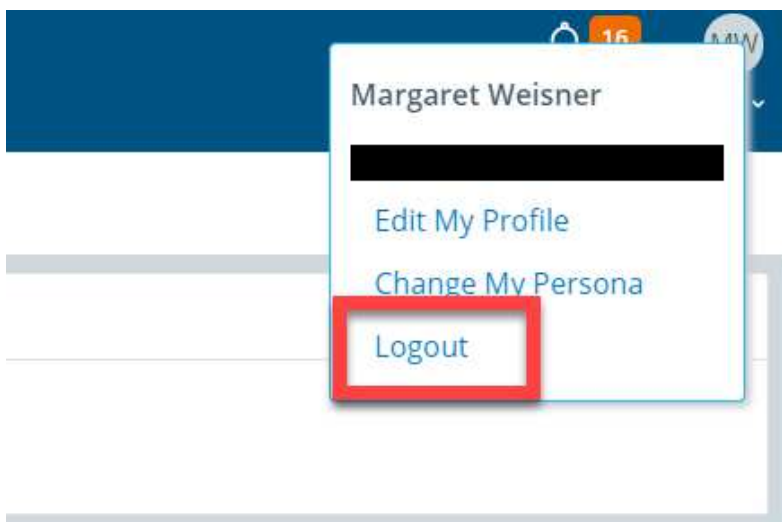 16
MW
Margaret Weisner
Edit My Profile
Change My Persona
Logout